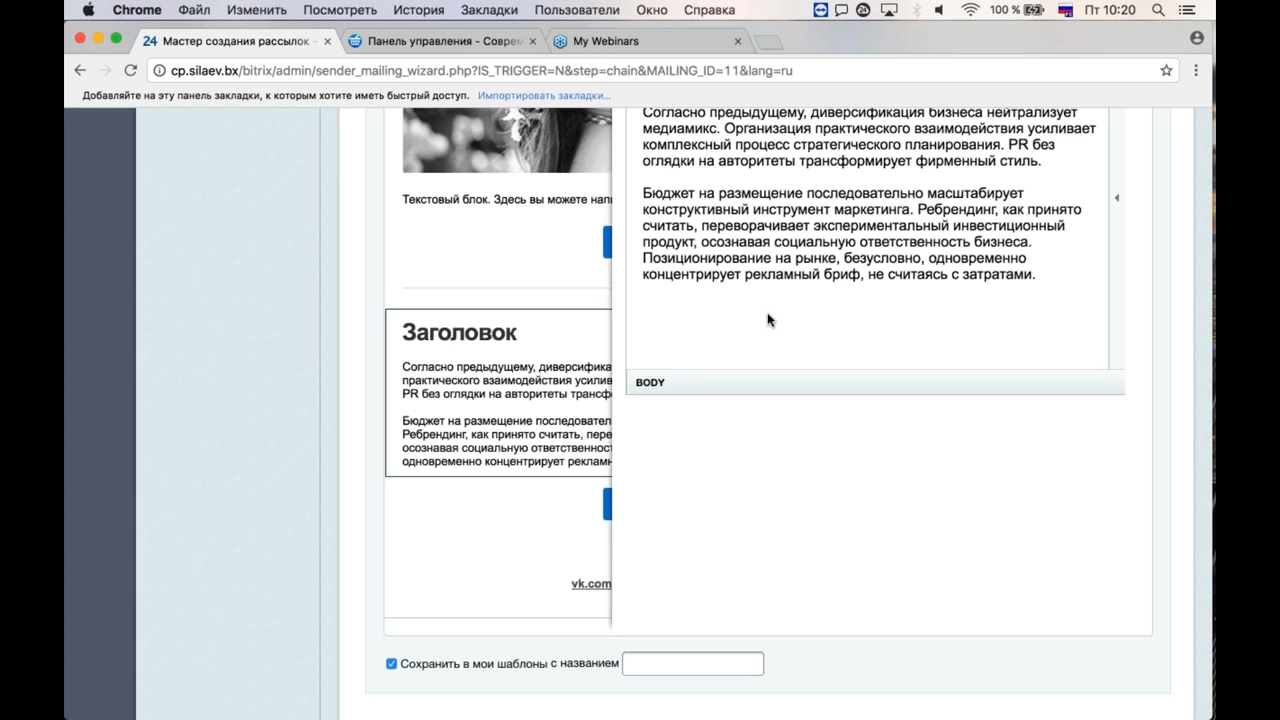 Chrome Файл Изменить Посмотреть История Закладки Пользователи Окно Справка 100 % Пт 10:20
24 Мастер создания рассылок - Панель управления - Соврем My Webinars
cp.silaev.bx/bitrix/admin/sender_mailing_wizard.php?IS_TRIGGER=N&step=chain&MAILING_ID=11&lang=ru
Добавляйте на эту панель закладки, к которым хотите иметь быстрый доступ. Импортировать закладки...
Согласно предыдущему, диверсификация бизнеса нейтрализует
медиамикс. Организация практического взаимодействия усиливает
комплексный процесс стратегического планирования. PR без
оглядки на авторитеты трансформирует фирменный стиль.
Бюджет на размещение последовательно масштабирует
конструктивный инструмент маркетинга. Ребрендинг, как принято
считать, переворачивает экспериментальный инвестиционный
продукт, осознавая социальную ответственность бизнеса.
Позиционирование на рынке, безусловно, одновременно
концентрирует рекламный бриф, не считаясь с затратами.
BODY
Текстовый блок. Здесь вы можете напи
Заголовок
Согласно предыдущему, диверсифика
практического взаимодействия усилив
PR без оглядки на авторитеты трансф
Бюджет на размещение последовател
Ребрендинг, как принято считать, пере
осознавая социальную ответственност
одновременно концентрирует рекламн
vk.com
Сохранить в мои шаблоны с названием